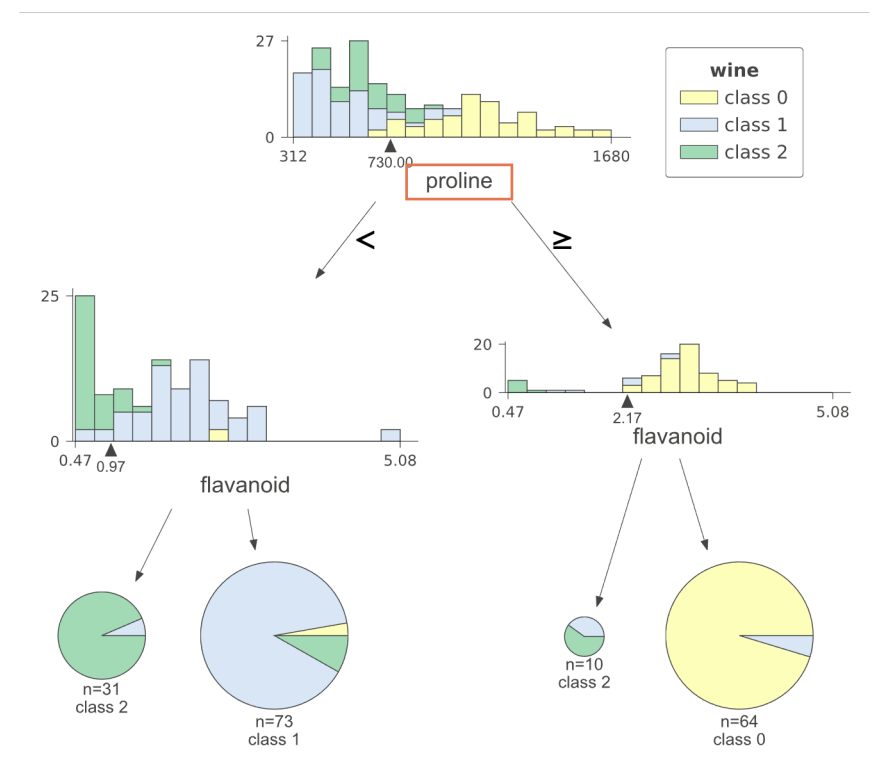 27
0
312
730.00
1680
proline
wine
class 0
class 1
class 2
<
≥
25
0
0.47
0.97
5.08
flavanoid
20
0
0.47
2.17
5.08
flavanoid
n=31
class 2
n=73
class 1
n=10
class 2
n=64
class 0